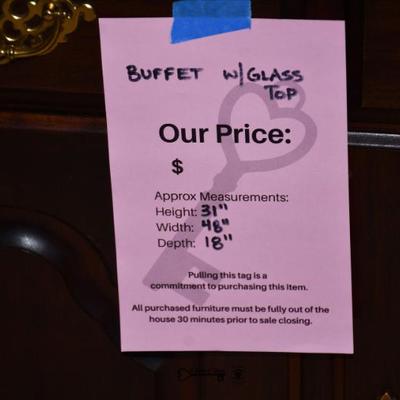 BUFFET W/GLASS
TOP
Our Price:
$
Approx Measurements:
Height: 31"
Width: 48"
Depth: 18"
Pulling this tag is a
commitment to purchasing this item.
All purchased furniture must be fully out of the
house 30 minutes prior to sale closing.